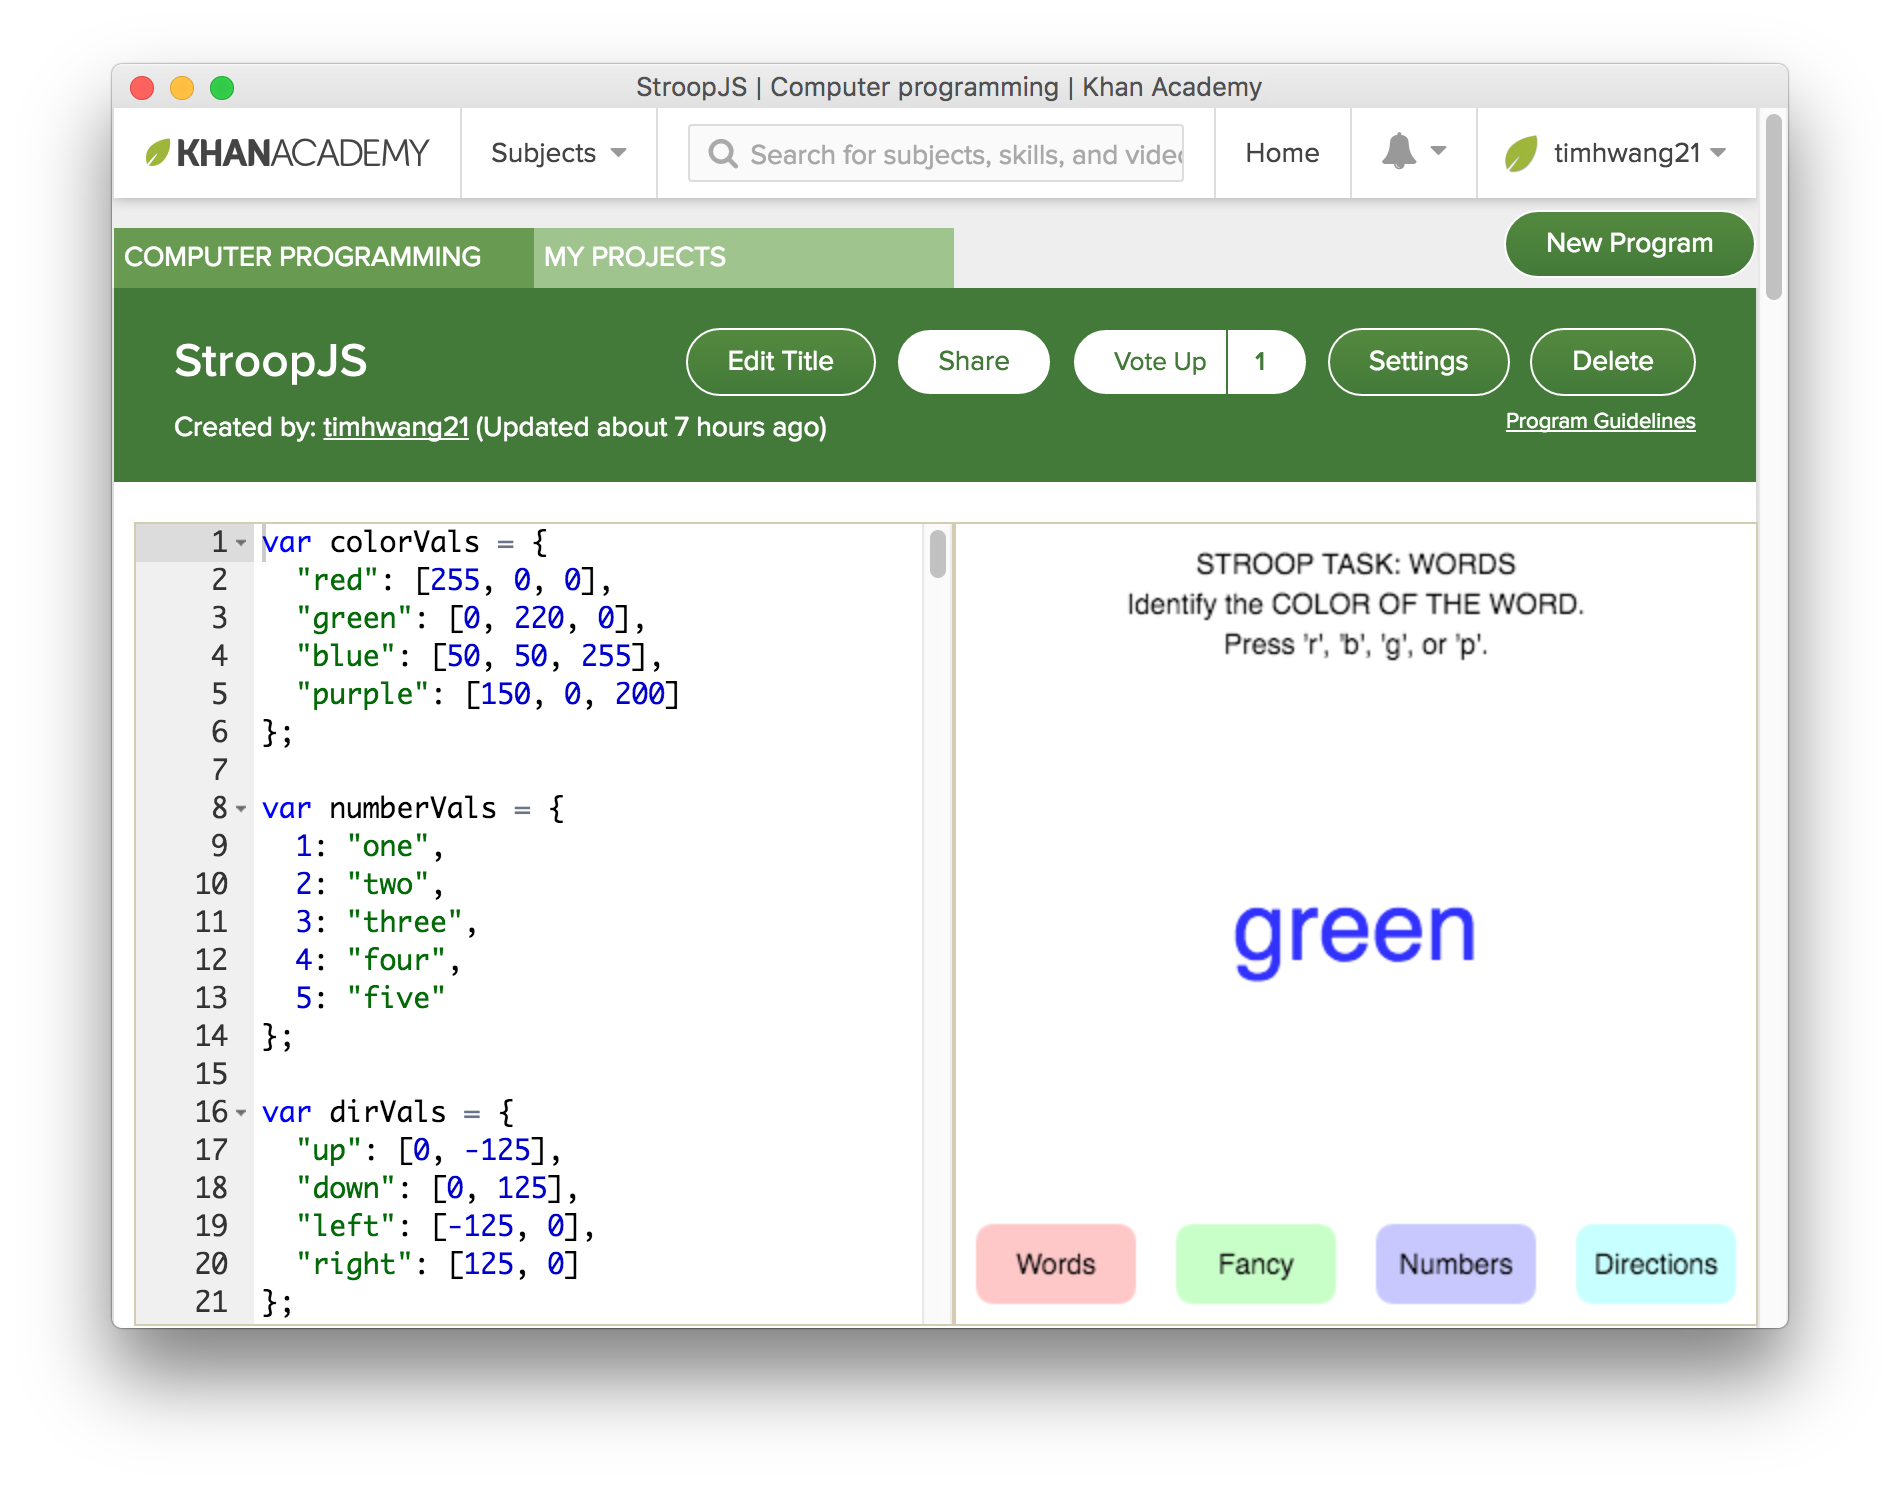 StroopJS | Computer programming | Khan Academy
KHANACADEMY
Subjects
Search for subjects, skills, and
Home
timhwang21
COMPUTER PROGRAMMING
MY PROJECTS
New Program
StroopJS
Edit Title
Share
Vote Up 1
Settings
Delete
Created by: timhwang21 (Updated about 7 hours ago)
Program Guidelines
1 var colorVals = {
2 "red": [255, 0, 0],
3 "green": [0, 220, 0],
4 "blue": [50, 50, 255],
5 "purple": [150, 0, 200]
6 };
7
8 var numberVals = {
9 1: "one",
10 2: "two",
11 3: "three",
12 4: "four",
13 5: "five"
14 };
15
16 var dirVals = {
17 "up": [0, -125],
18 "down": [0, 125],
19 "left": [-125, 0],
20 "right": [125, 0]
21 };
STROOP TASK: WORDS
Identify the COLOR OF THE WORD.
Press 'r', 'b', 'g', or 'p'.
green
Words
Fancy
Numbers
Directions